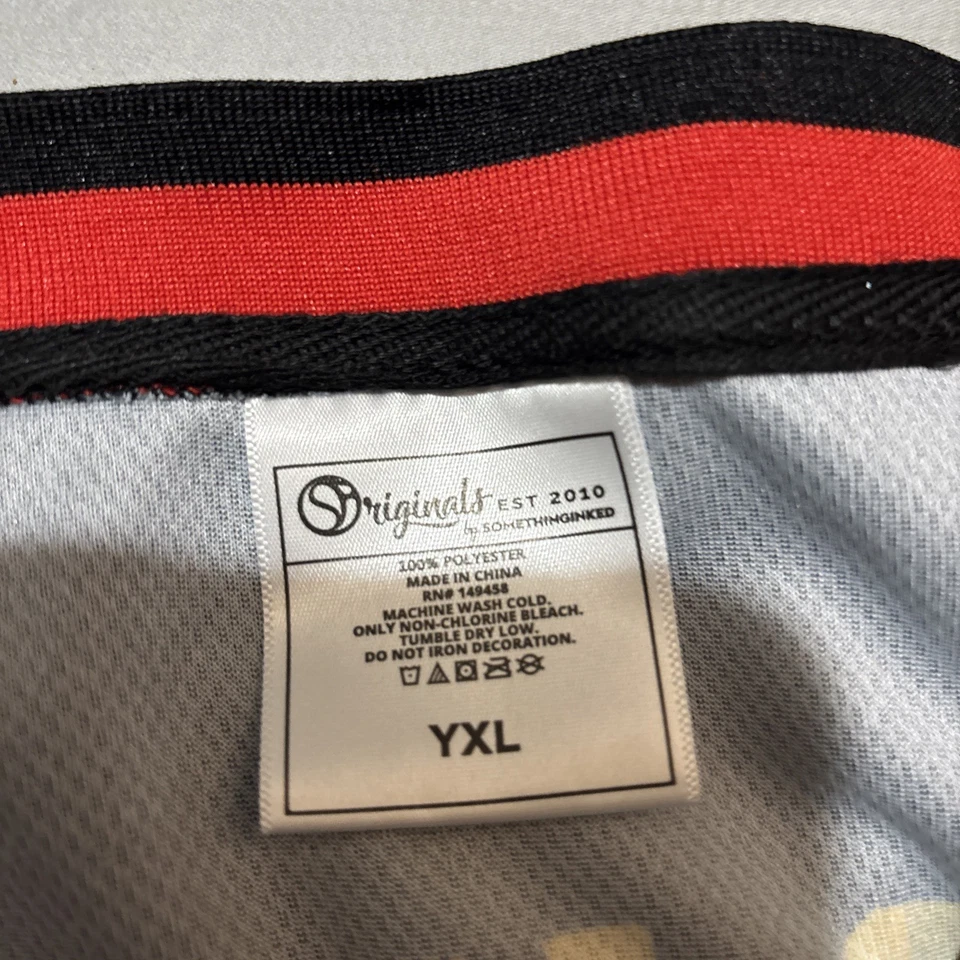 Originals EST 2010
by SOMETHINGINKED
100% POLYESTER
MADE IN CHINA
RN# 149458
MACHINE WASH COLD.
ONLY NON-CHLORINE BLEACH.
TUMBLE DRY LOW.
DO NOT IRON DECORATION.
YXL